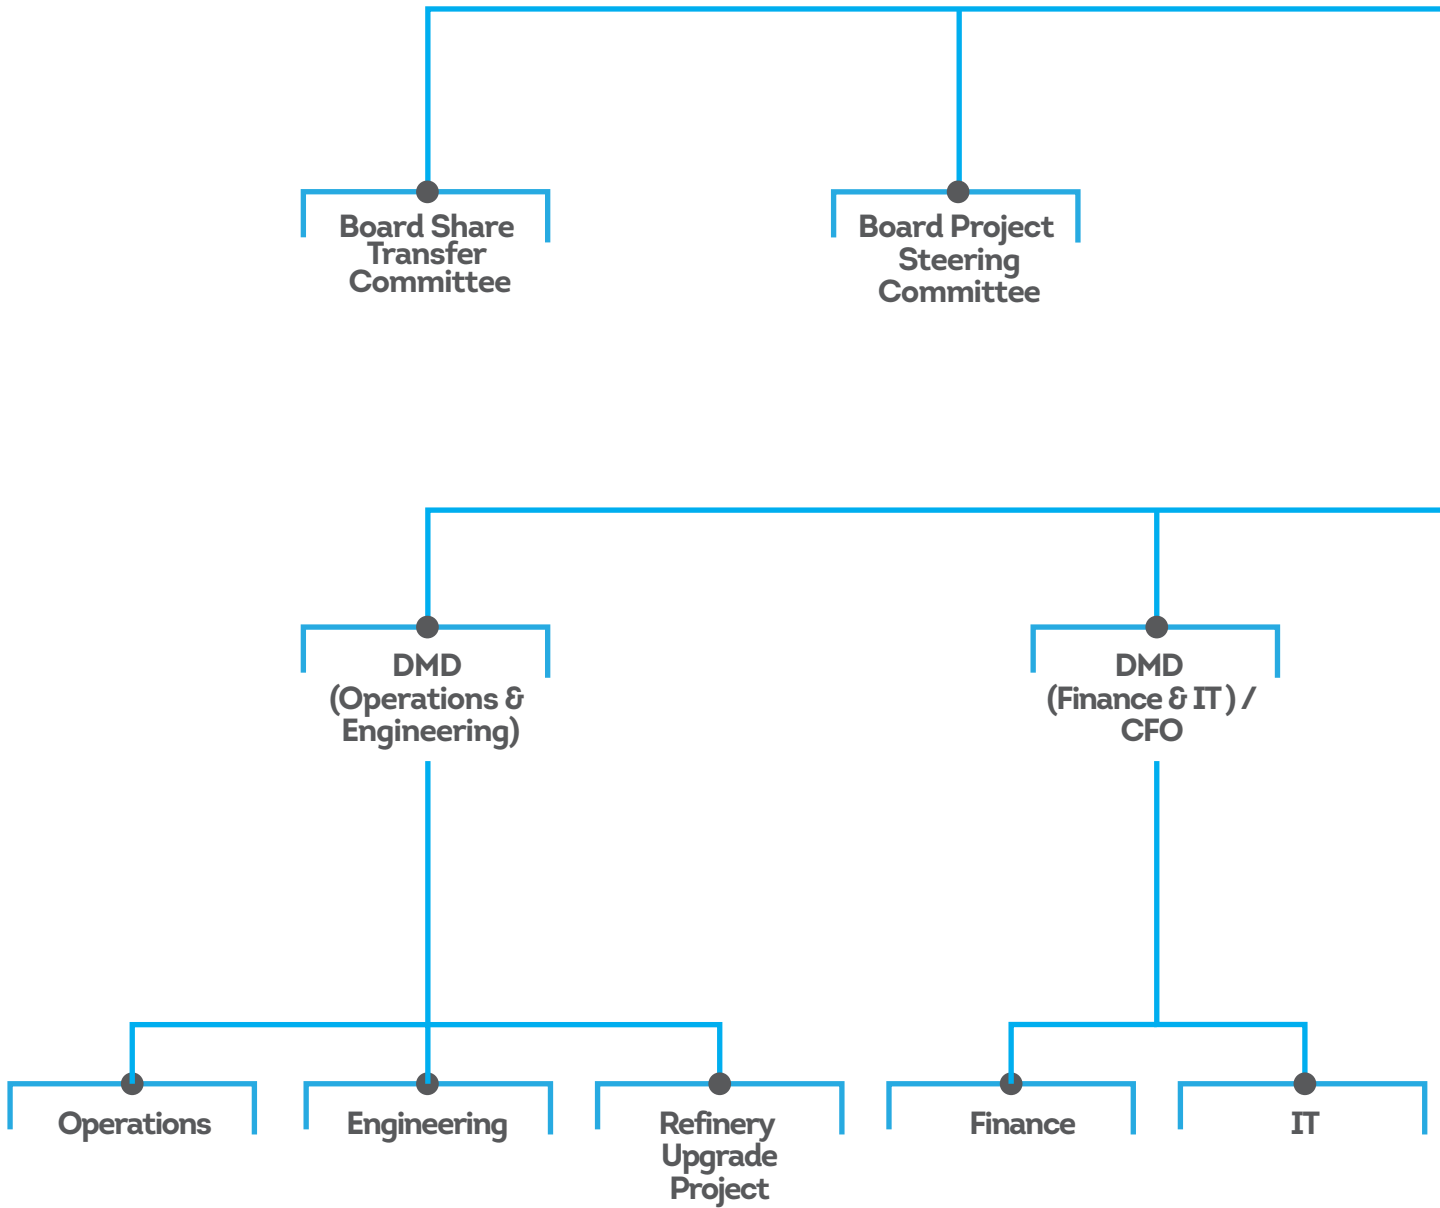 Board Share
Transfer
Committee
Board Project
Steering
Committee
DMD
(Operations &
Engineering)
DMD
(Finance & IT) /
CFO
Operations
Engineering
Refinery
Upgrade
Project
Finance
IT